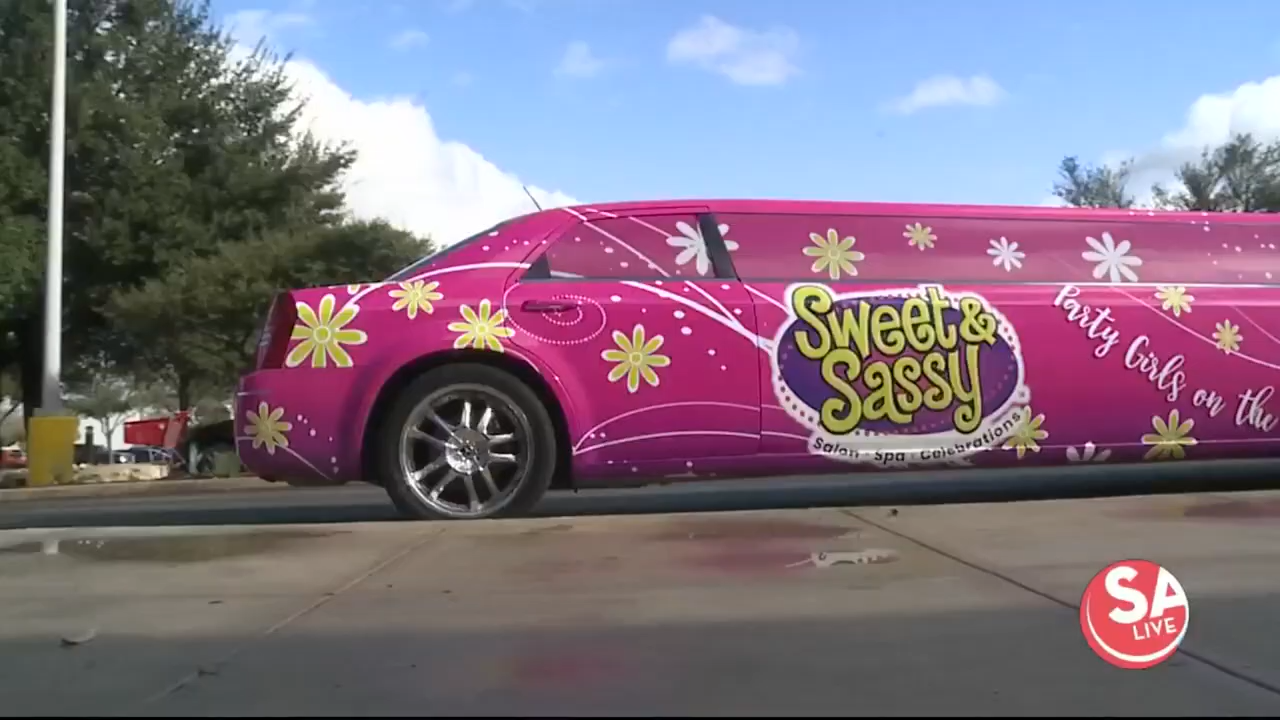 Sweet &
Sassy
Salon · Spa · Celebrations
Party Girls on the
SA
LIVE